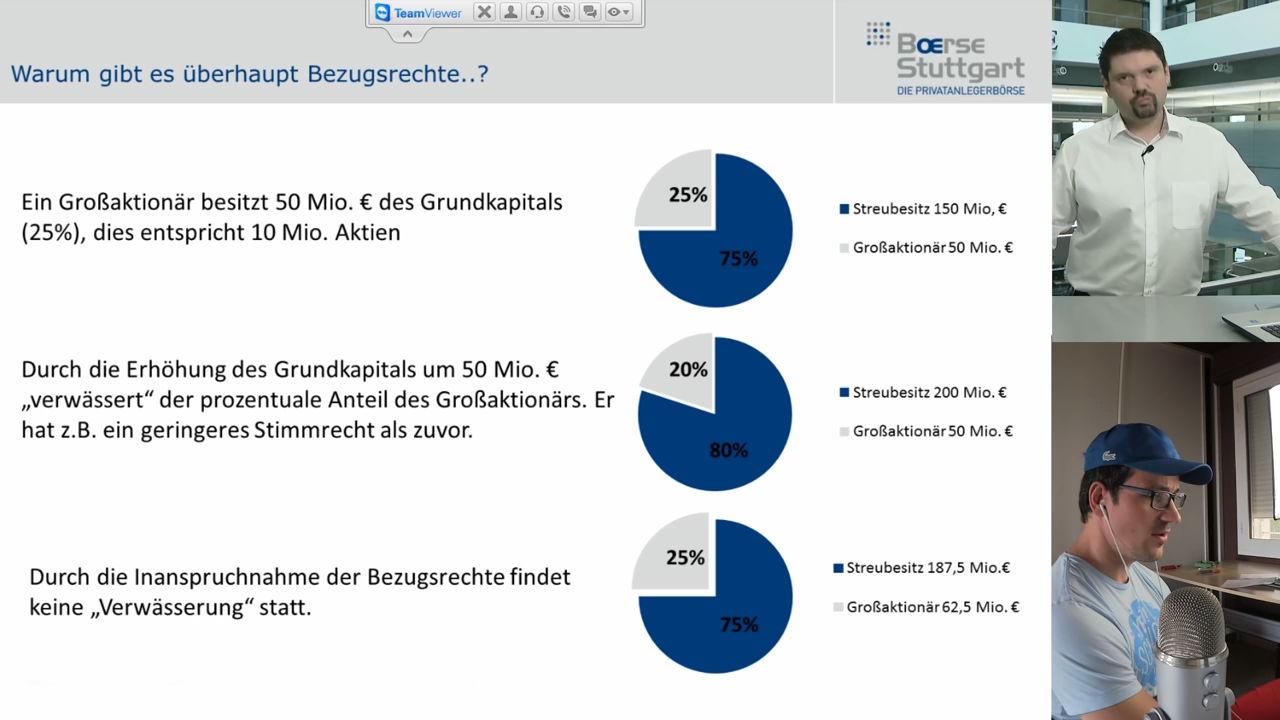 TeamViewer
Warum gibt es überhaupt Bezugsrechte..?
Bœrse
Stuttgart
DIE PRIVATANLEGERBÖRSE
Ein Großaktionär besitzt 50 Mio. € des Grundkapitals
(25%), dies entspricht 10 Mio. Aktien
25%
75%
Streubesitz 150 Mio, €
Großaktionär 50 Mio. €
Durch die Erhöhung des Grundkapitals um 50 Mio. €
„verwässert“ der prozentuale Anteil des Großaktionärs. Er
hat z.B. ein geringeres Stimmrecht als zuvor.
20%
80%
Streubesitz 200 Mio. €
Großaktionär 50 Mio. €
Durch die Inanspruchnahme der Bezugsrechte findet
keine „Verwässerung“ statt.
25%
75%
Streubesitz 187,5 Mio.€
Großaktionär 62,5 Mio. €